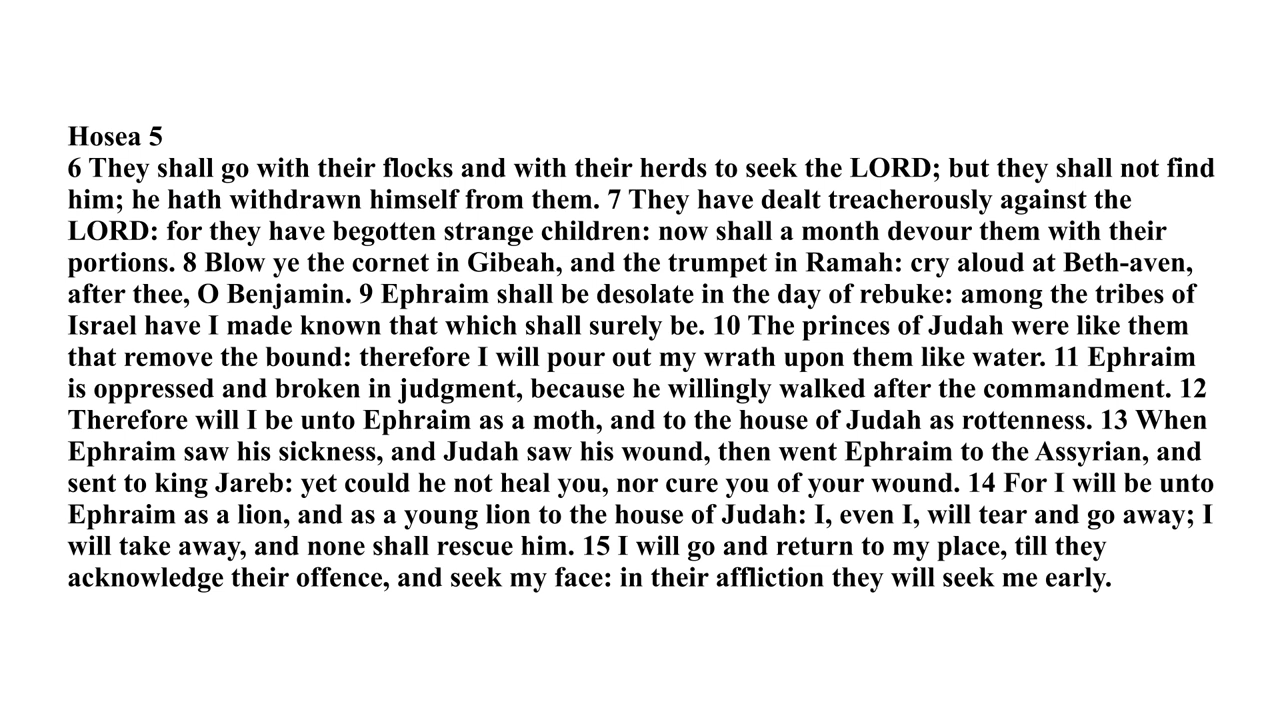 Hosea 5
6 They shall go with their flocks and with their herds to seek the LORD; but they shall not find
him; he hath withdrawn himself from them. 7 They have dealt treacherously against the
LORD: for they have begotten strange children: now shall a month devour them with their
portions. 8 Blow ye the cornet in Gibeah, and the trumpet in Ramah: cry aloud at Beth-aven,
after thee, O Benjamin. 9 Ephraim shall be desolate in the day of rebuke: among the tribes of
Israel have I made known that which shall surely be. 10 The princes of Judah were like them
that remove the bound: therefore I will pour out my wrath upon them like water. 11 Ephraim
is oppressed and broken in judgment, because he willingly walked after the commandment. 12
Therefore will I be unto Ephraim as a moth, and to the house of Judah as rottenness. 13 When
Ephraim saw his sickness, and Judah saw his wound, then went Ephraim to the Assyrian, and
sent to king Jareb: yet could he not heal you, nor cure you of your wound. 14 For I will be unto
Ephraim as a lion, and as a young lion to the house of Judah: I, even I, will tear and go away; I
will take away, and none shall rescue him. 15 I will go and return to my place, till they
acknowledge their offence, and seek my face: in their affliction they will seek me early.